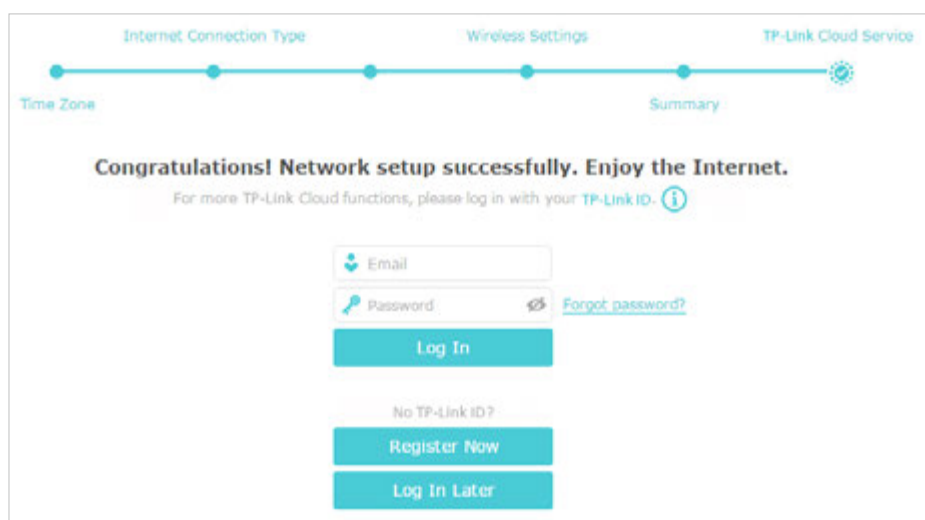 Internet Connection Type Wireless Settings TP-Link Cloud Service
Time Zone Summary
Congratulations! Network setup successfully. Enjoy the Internet.
For more TP-Link Cloud functions, please log in with your TP-Link ID.
Email
Password Forgot password?
Log In
No TP-Link ID?
Register Now
Log In Later